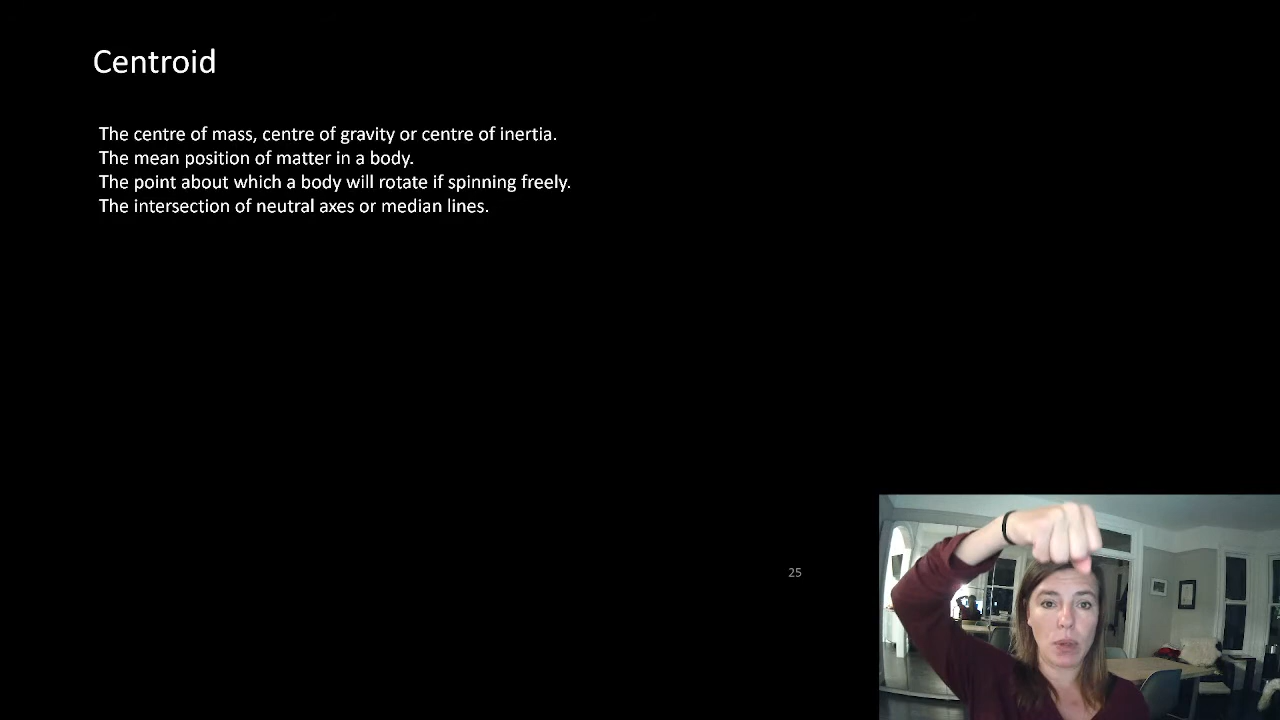 Centroid
The centre of mass, centre of gravity or centre of inertia.
The mean position of matter in a body.
The point about which a body will rotate if spinning freely.
The intersection of neutral axes or median lines.
25